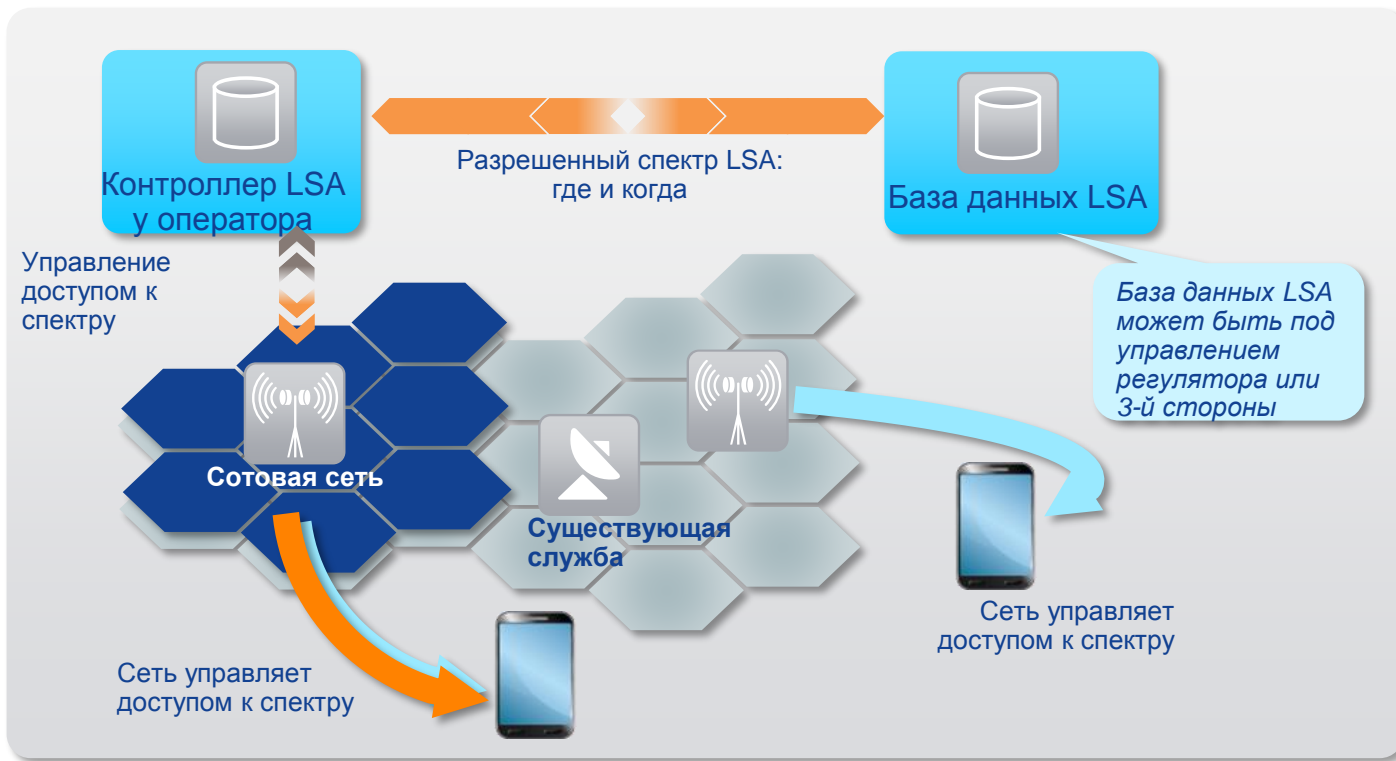 Контроллер LSA
у оператора
Разрешенный спектр LSA:
где и когда
База данных LSA
Управление
доступом к
спектру
База данных LSA
может быть под
управлением
регулятора или
3-й стороны
Сотовая сеть
Существующая
служба
Сеть управляет
доступом к спектру
Сеть управляет
доступом к спектру